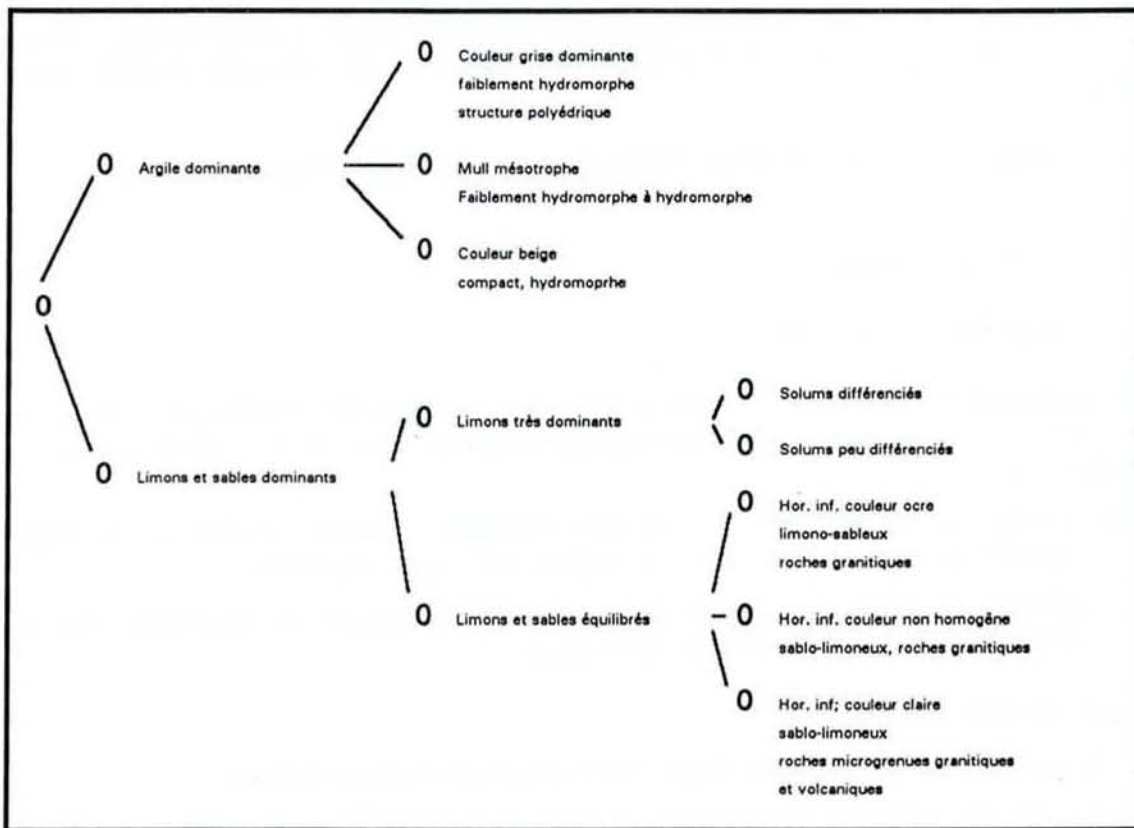 0 Couleur grise dominante
faiblement hydromorphe
structure polyédrique
0 Argile dominante
0 Mull mésotrophe
Faiblement hydromorphe à hydromorphe
0 Couleur beige
compact, hydromoprhe
0
0 Limons et sables dominants
0 Limons très dominants
0 Solums différenciés
0 Solums peu différenciés
0 Limons et sables équilibrés
0 Hor. inf. couleur ocre
limono-sableux
roches granitiques
0 Hor. inf. couleur non homogène
sablo-limoneux, roches granitiques
0 Hor. inf; couleur claire
sablo-limoneux
roches microgrenues granitiques
et volcaniques